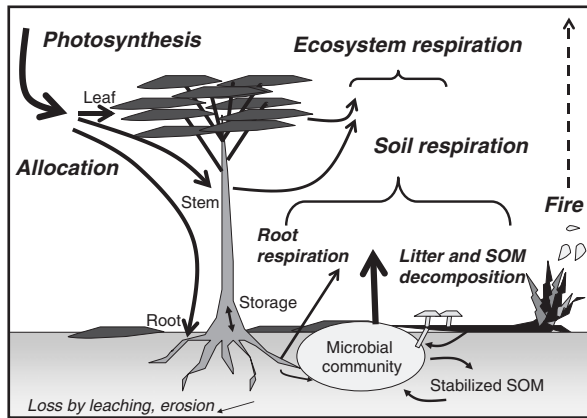 Photosynthesis
Ecosystem respiration
Leaf
Allocation
Soil respiration
Stem
Fire
Root
respiration
Litter and SOM
decomposition
Storage
Root
Microbial
community
Stabilized SOM
Loss by leaching, erosion